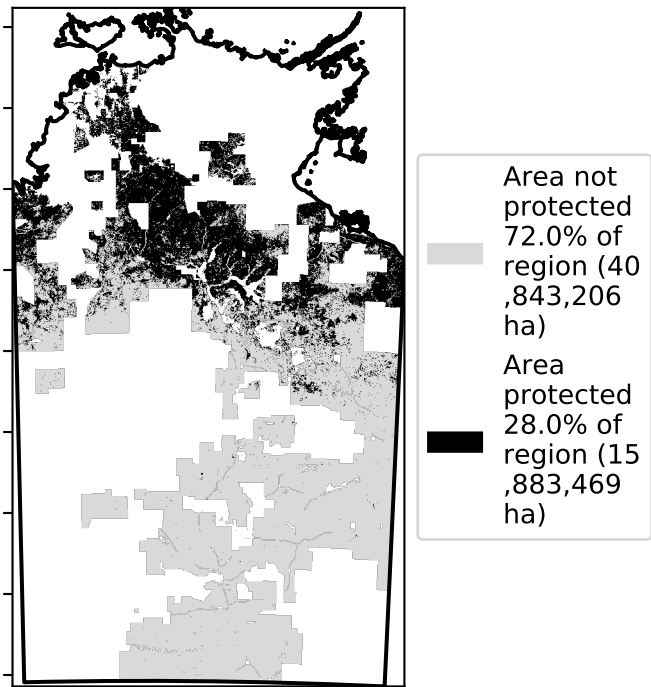 Area not
protected
72.0% of
region (40
,843,206
ha)
Area
protected
28.0% of
region (15
,883,469
ha)